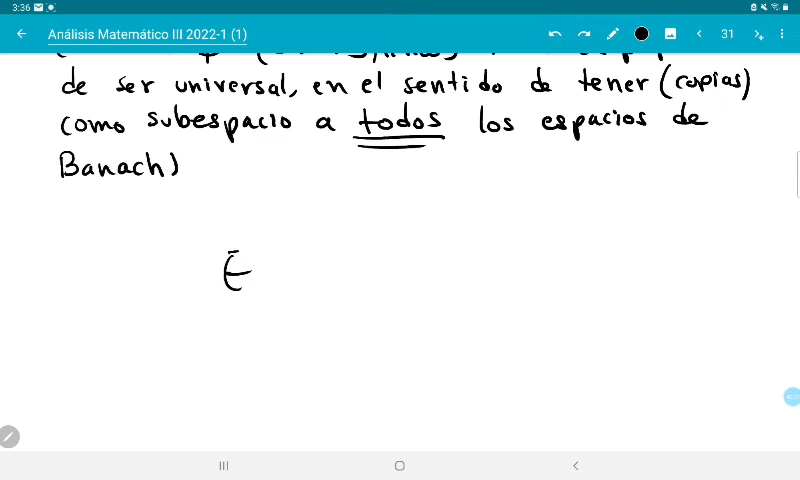 3:36
Análisis Matemático III 2022-1 (1)
31
de ser universal, en el sentido de tener (copias)
como subespacio a todos los espacios de
Banach)
E